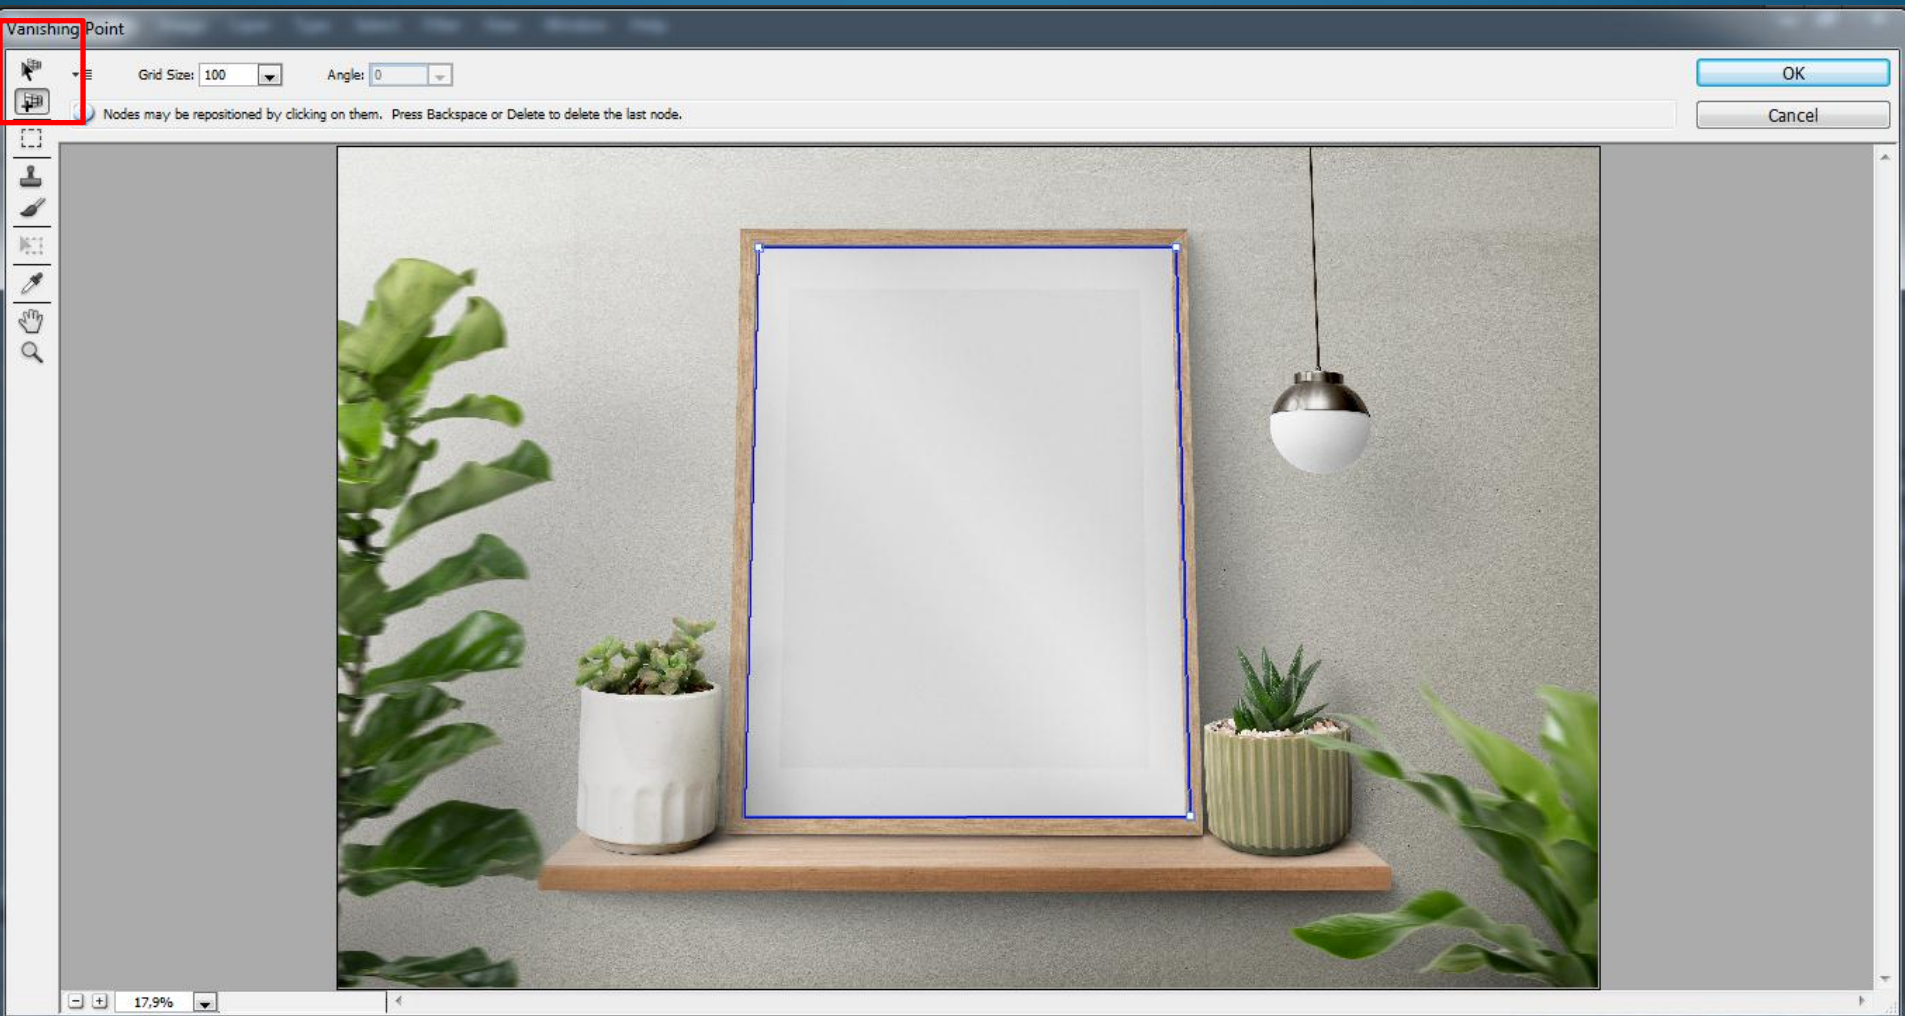 Vanishing Point
Grid Size: 100 Angle: 0
OK
Nodes may be repositioned by clicking on them. Press Backspace or Delete to delete the last node.
Cancel
17,9%